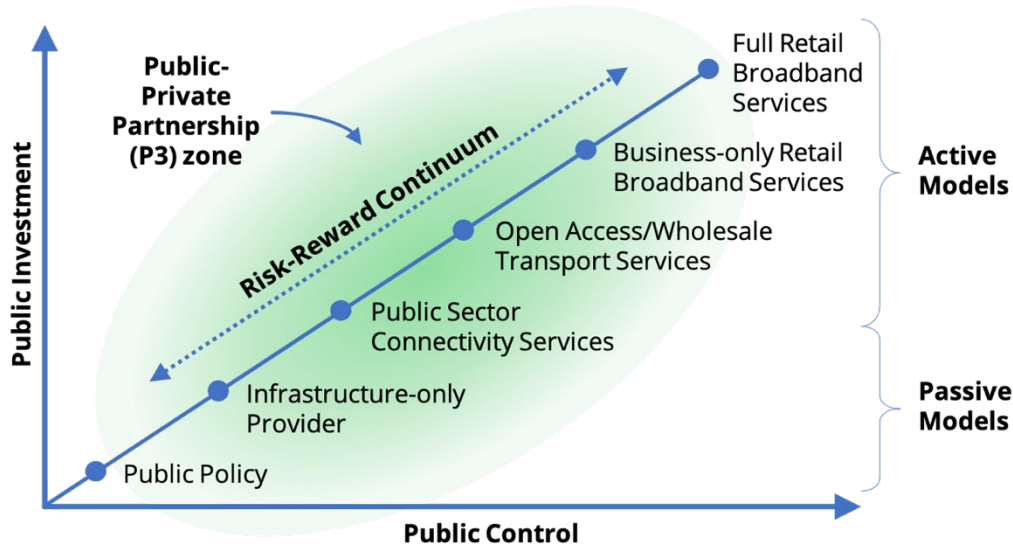 Public-
Private
Partnership
(P3) zone
Risk-Reward Continuum
Full Retail
Broadband
Services
Business-only Retail
Broadband Services
Open Access/Wholesale
Transport Services
Public Sector
Connectivity Services
Infrastructure-only
Provider
Public Policy
Active
Models
Passive
Models
Public Investment
Public Control